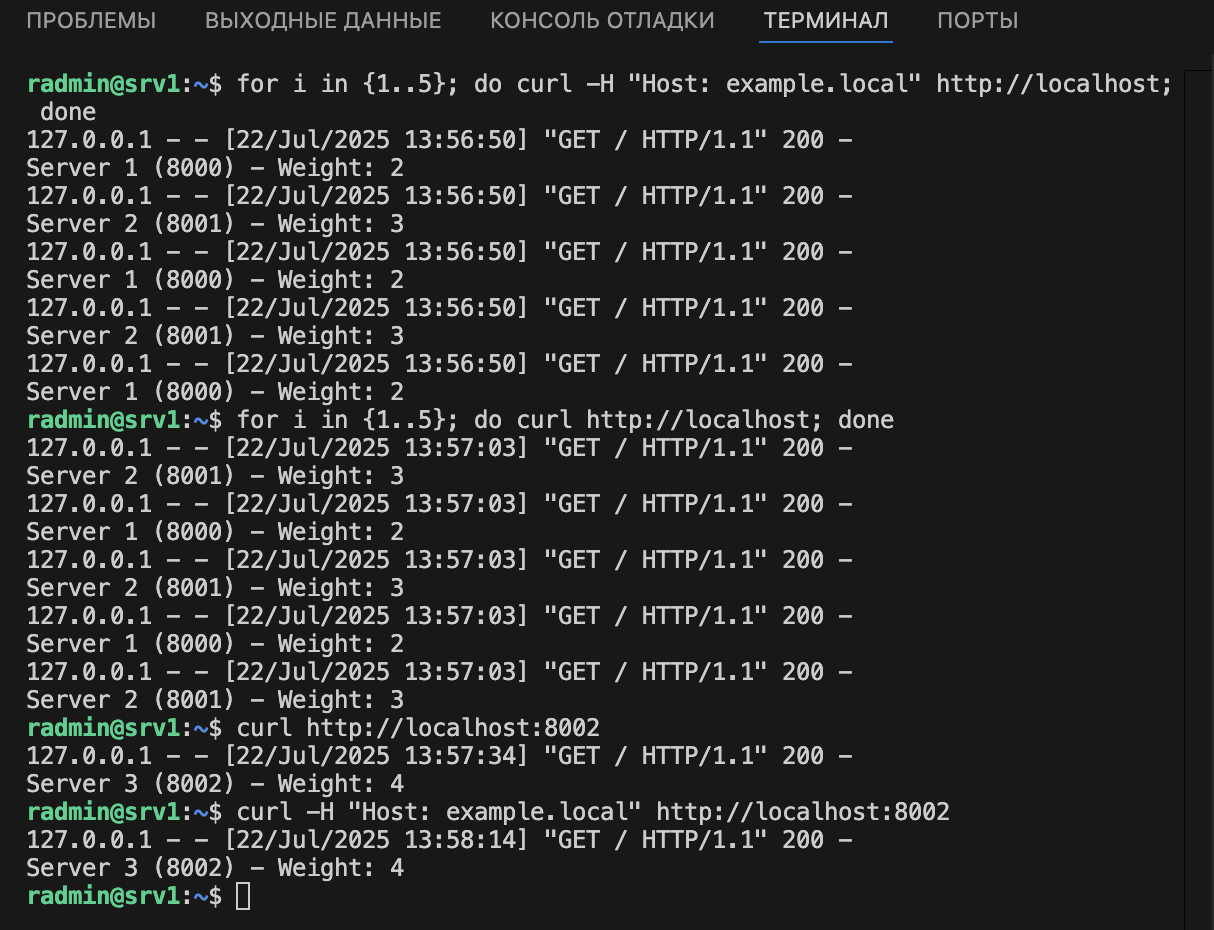 ПРОБЛЕМЫ ВЫХОДНЫЕ ДАННЫЕ КОНСОЛЬ ОТЛАДКИ ТЕРМИНАЛ ПОРТЫ
radmin@srv1:~$ for i in {1..5}; do curl -H "Host: example.local" http://localhost;
 done
127.0.0.1 - - [22/Jul/2025 13:56:50] "GET / HTTP/1.1" 200 -
Server 1 (8000) - Weight: 2
127.0.0.1 - - [22/Jul/2025 13:56:50] "GET / HTTP/1.1" 200 -
Server 2 (8001) - Weight: 3
127.0.0.1 - - [22/Jul/2025 13:56:50] "GET / HTTP/1.1" 200 -
Server 1 (8000) - Weight: 2
127.0.0.1 - - [22/Jul/2025 13:56:50] "GET / HTTP/1.1" 200 -
Server 2 (8001) - Weight: 3
127.0.0.1 - - [22/Jul/2025 13:56:50] "GET / HTTP/1.1" 200 -
Server 1 (8000) - Weight: 2
radmin@srv1:~$ for i in {1..5}; do curl http://localhost; done
127.0.0.1 - - [22/Jul/2025 13:57:03] "GET / HTTP/1.1" 200 -
Server 2 (8001) - Weight: 3
127.0.0.1 - - [22/Jul/2025 13:57:03] "GET / HTTP/1.1" 200 -
Server 1 (8000) - Weight: 2
127.0.0.1 - - [22/Jul/2025 13:57:03] "GET / HTTP/1.1" 200 -
Server 2 (8001) - Weight: 3
127.0.0.1 - - [22/Jul/2025 13:57:03] "GET / HTTP/1.1" 200 -
Server 1 (8000) - Weight: 2
127.0.0.1 - - [22/Jul/2025 13:57:03] "GET / HTTP/1.1" 200 -
Server 2 (8001) - Weight: 3
radmin@srv1:~$ curl http://localhost:8002
127.0.0.1 - - [22/Jul/2025 13:57:34] "GET / HTTP/1.1" 200 -
Server 3 (8002) - Weight: 4
radmin@srv1:~$ curl -H "Host: example.local" http://localhost:8002
127.0.0.1 - - [22/Jul/2025 13:58:14] "GET / HTTP/1.1" 200 -
Server 3 (8002) - Weight: 4
radmin@srv1:~$